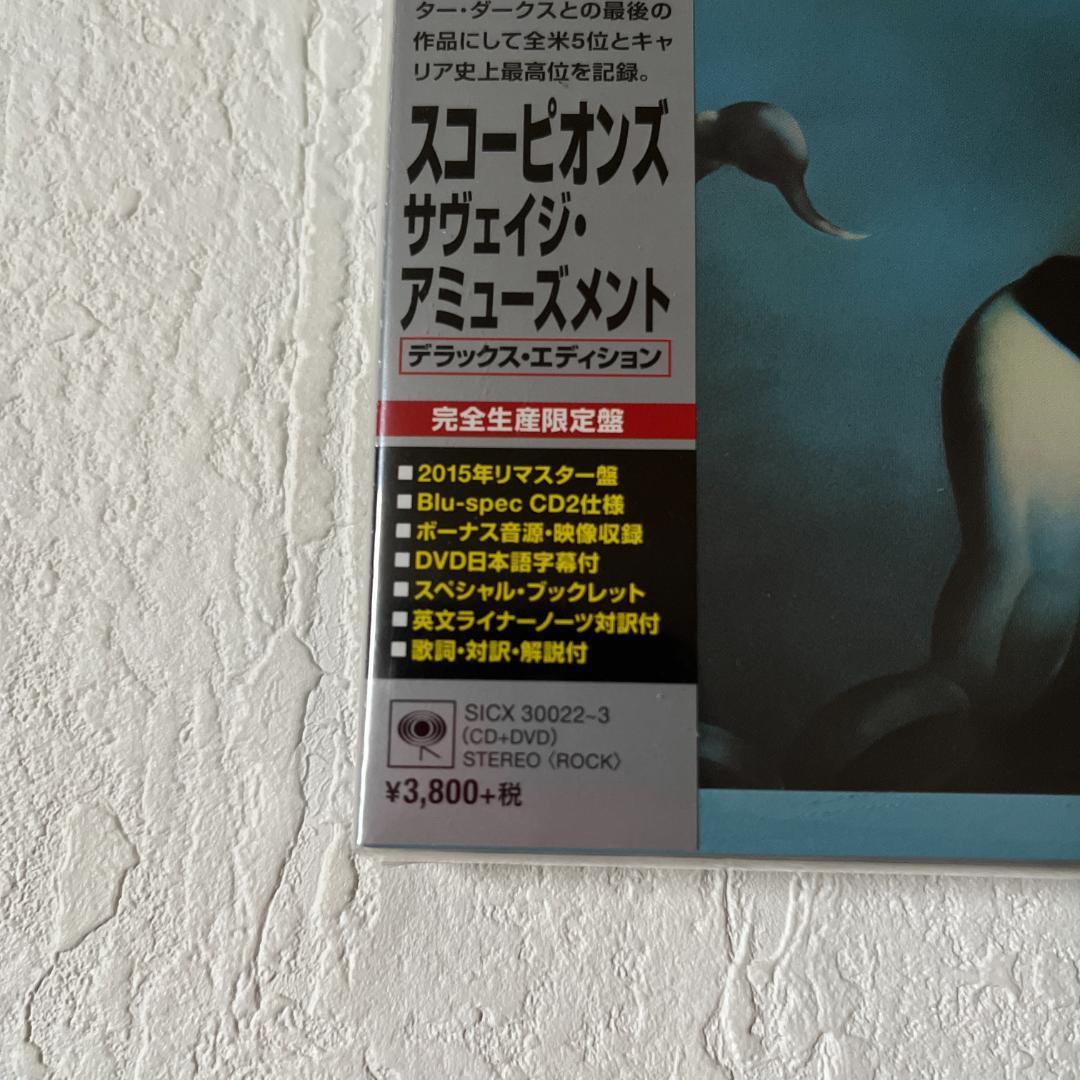 ター・ダークスとの最後の
作品にして全米5位とキャ
リア史上最高位を記録。
スコーピオンズ
サヴェイジ・
アミューズメント
デラックス・エディション
完全生産限定盤
■2015年リマスター盤
■Blu-spec CD2仕様
■ボーナス音源・映像収録
■DVD日本語字幕付
■スペシャル・ブックレット
■英文ライナーノーツ対訳付
■歌詞・対訳・解説付
SICX 30022~3
(CD+DVD)
STEREO〈ROCK〉
¥3,800+税